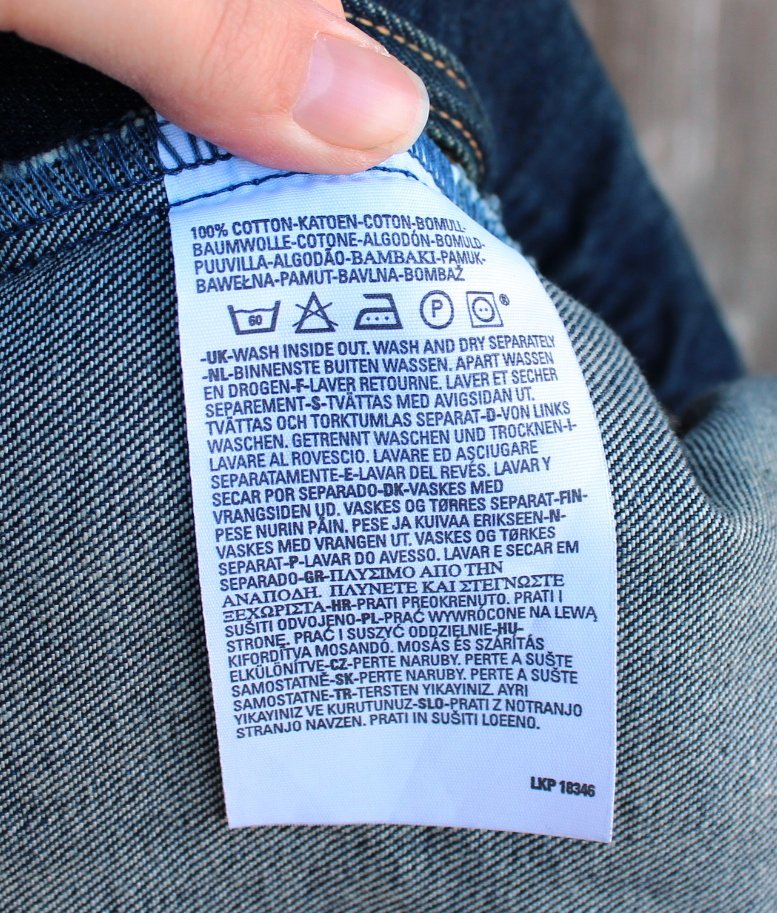 100% COTTON-KATOEN-COTON-BOMULL-
BAUMWOLLE-COTONE-ALGODÓN-BOMULD-
PUUVILLA-ALGODÃO-BAMBAKI-PAMUK-
BAWEŁNA-PAMUT-BAVLNA-BOMBAŽ
60 P ®
-UK-WASH INSIDE OUT. WASH AND DRY SEPARATELY
-NL-BINNENSTE BUITEN WASSEN. APART WASSEN
EN DROGEN-F-LAVER RETOURNE. LAVER ET SECHER
SEPAREMENT-S-TVÄTTAS MED AVIGSIDAN UT.
TVÄTTAS OCH TORKTUMLAS SEPARAT-D-VON LINKS
WASCHEN. GETRENNT WASCHEN UND TROCKNEN-I-
LAVARE AL ROVESCIO. LAVARE ED ASCIUGARE
SEPARATAMENTE-E-LAVAR DEL REVÉS. LAVAR Y
SECAR POR SEPARADO-DK-VASKES MED
VRANGSIDEN UD. VASKES OG TØRRES SEPARAT-FIN-
PESE NURIN PÄIN. PESE JA KUIVAA ERIKSEEN-N-
VASKES MED VRANGEN UT. VASKES OG TØRKES
SEPARAT-P-LAVAR DO AVESSO. LAVAR E SECAR EM
SEPARADO-GR-ΠΛΥΣΙΜΟ ΑΠΟ ΤΗΝ
ΑΝΑΠΟΔΗ. ΠΛΥΝΕΤΕ ΚΑΙ ΣΤΕΓΝΩΣΤΕ
ΞΕΧΩΡΙΣΤΑ-HR-PRATI PREOKRENUTO. PRATI I
SUŠITI ODVOJENO-PL-PRAĆ WYWRÓCONE NA LEWĄ
STRONĘ. PRAĆ I SUSZYĆ ODDZIELNIE-HU-
KIFORDÍTVA MOSANDÓ. MOSÁS ÉS SZÁRÍTÁS
ELKÜLÖNÍTVE-CZ-PERTE NARUBY. PERTE A SUŠTE
SAMOSTATNĚ-SK-PERTE NARUBY. PERTE A SUŠTE
SAMOSTATNE-TR-TERSTEN YIKAYINIZ. AYRI
YIKAYINIZ VE KURUTUNUZ-SLO-PRATI Z NOTRANJO
STRANJO NAVZEN. PRATI IN SUŠITI LOEENO.
LKP 18346